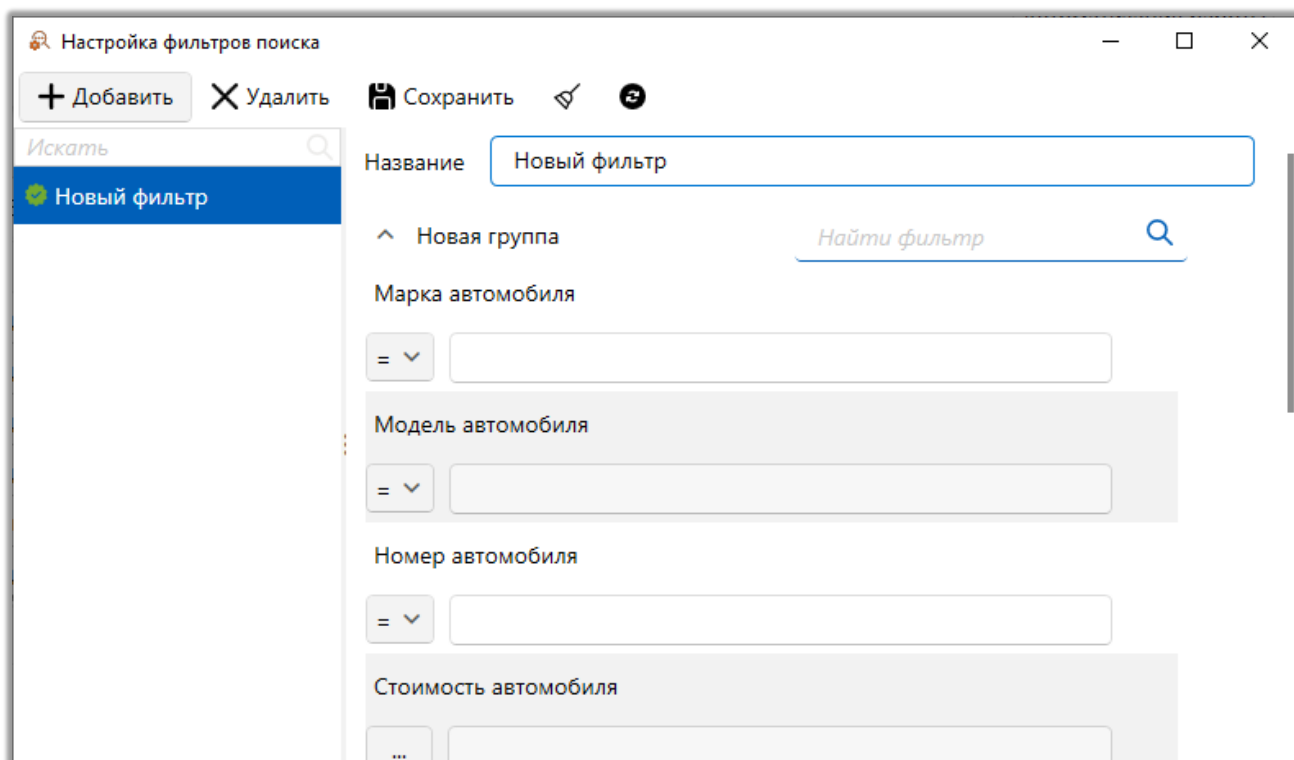 Настройка фильтров поиска
Добавить Удалить Сохранить
Искать
Новый фильтр
Название Новый фильтр
Новая группа Найти фильтр
Марка автомобиля
=
Модель автомобиля
=
Номер автомобиля
=
Стоимость автомобиля
...